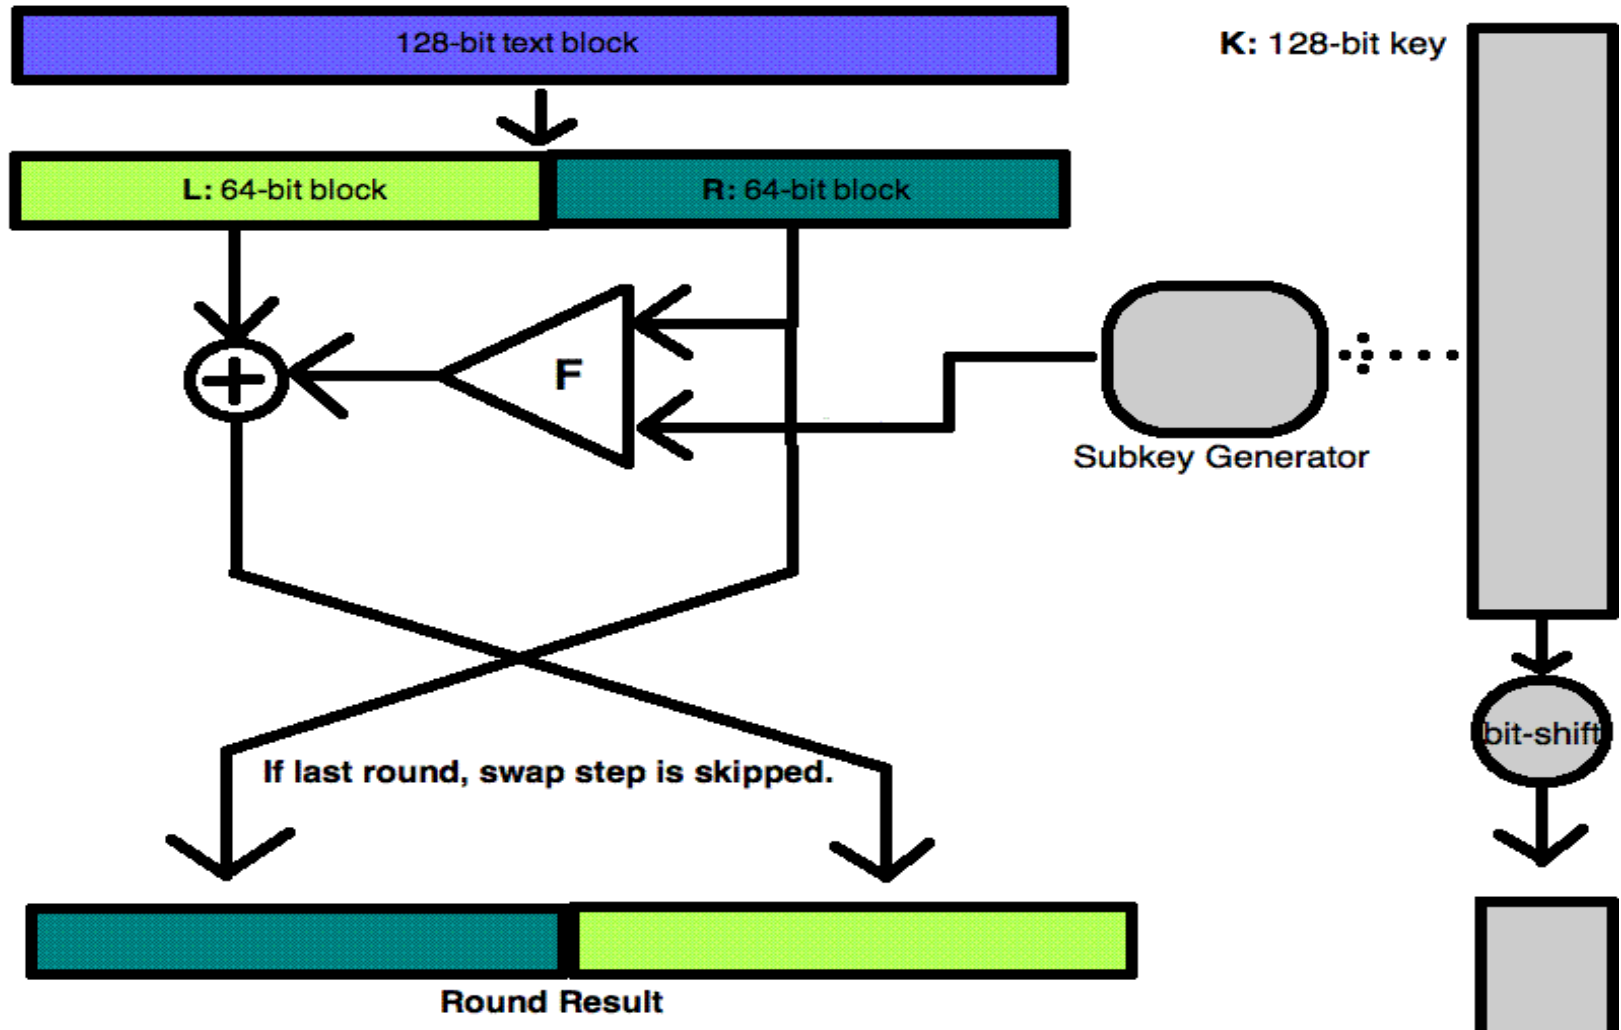 128-bit text block
K: 128-bit key
L: 64-bit block
R: 64-bit block
F
Subkey Generator
bit-shift
If last round, swap step is skipped.
Round Result